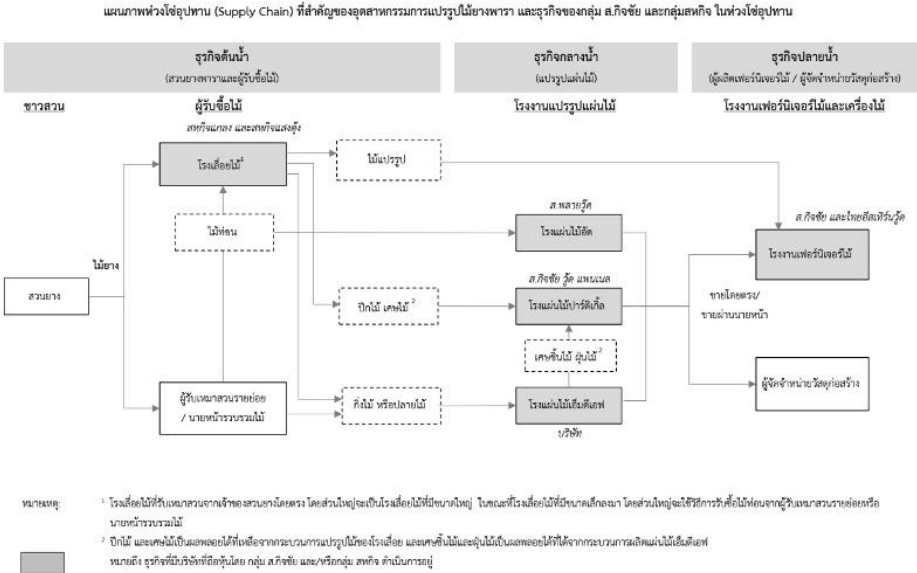 แผนภาพห่วงโซ่อุปทาน (Supply Chain) ที่สำคัญของอุตสาหกรรมการแปรรูปไม้ยางพารา และธุรกิจของกลุ่ม ส.กิจชัย และกลุ่มสหกิจ ในห่วงโซ่อุปทาน
ธุรกิจต้นน้ำ
(สวนยางพาราและผู้รับซื้อไม้)
ธุรกิจกลางน้ำ
(แปรรูปแผ่นไม้)
ธุรกิจปลายน้ำ
(ผู้ผลิตเฟอร์นิเจอร์ไม้ / ผู้จัดจำหน่ายวัสดุก่อสร้าง)
ชาวสวน
ผู้รับซื้อไม้
โรงงานแปรรูปแผ่นไม้
โรงงานเฟอร์นิเจอร์ไม้และเครื่องไม้
สหกิจแกลง และสหกิจแสงตุ้ง
โรงเลื่อยไม้¹
ไม้แปรรูป
ส.พลายวู้ด
ส.กิจชัย และไทยอีสเทิร์นวู้ด
ไม้ท่อน
โรงแผ่นไม้อัด
โรงงานเฟอร์นิเจอร์ไม้
ไม้ยาง
ส.กิจชัย วู้ด แพนเนล
สวนยาง
ปีกไม้ เศษไม้ ²
โรงแผ่นไม้ปาร์ติเกิ้ล
ขายโดยตรง/
ขายผ่านนายหน้า
เศษชิ้นไม้ ฝุ่นไม้ ²
ผู้รับเหมาสวนรายย่อย
/ นายหน้ารวบรวมไม้
กิ่งไม้ หรือปลายไม้
โรงแผ่นไม้เอ็มดีเอฟ
ผู้จัดจำหน่ายวัสดุก่อสร้าง
บริษัท
หมายเหตุ:
¹ โรงเลื่อยไม้ที่รับเหมาสวนจากเจ้าของสวนยางโดยตรง โดยส่วนใหญ่จะเป็นโรงเลื่อยไม้ที่มีขนาดใหญ่ ในขณะที่โรงเลื่อยไม้ที่มีขนาดเล็กลงมา โดยส่วนใหญ่จะใช้วิธีการรับซื้อไม้ท่อนจากผู้รับเหมาสวนรายย่อยหรือ
นายหน้ารวบรวมไม้
² ปีกไม้ และเศษไม้เป็นผลพลอยได้ที่เหลือจากกระบวนการแปรรูปไม้ของโรงเลื่อย และเศษชิ้นไม้และฝุ่นไม้เป็นผลพลอยได้ที่ได้จากกระบวนการผลิตแผ่นไม้เอ็มดีเอฟ
หมายถึง ธุรกิจที่มีบริษัทที่ถือหุ้นโดย กลุ่ม ส.กิจชัย และ/หรือกลุ่ม สหกิจ ดำเนินการอยู่